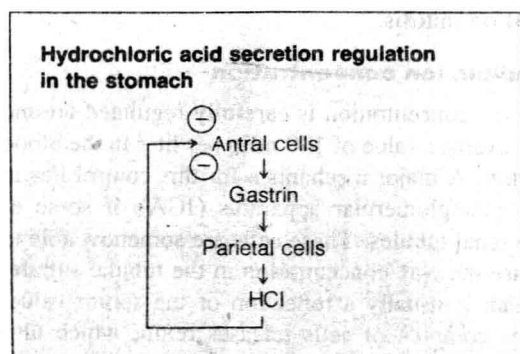 Hydrochloric acid secretion regulation
in the stomach
−
Antral cells
−
Gastrin
Parietal cells
HCl